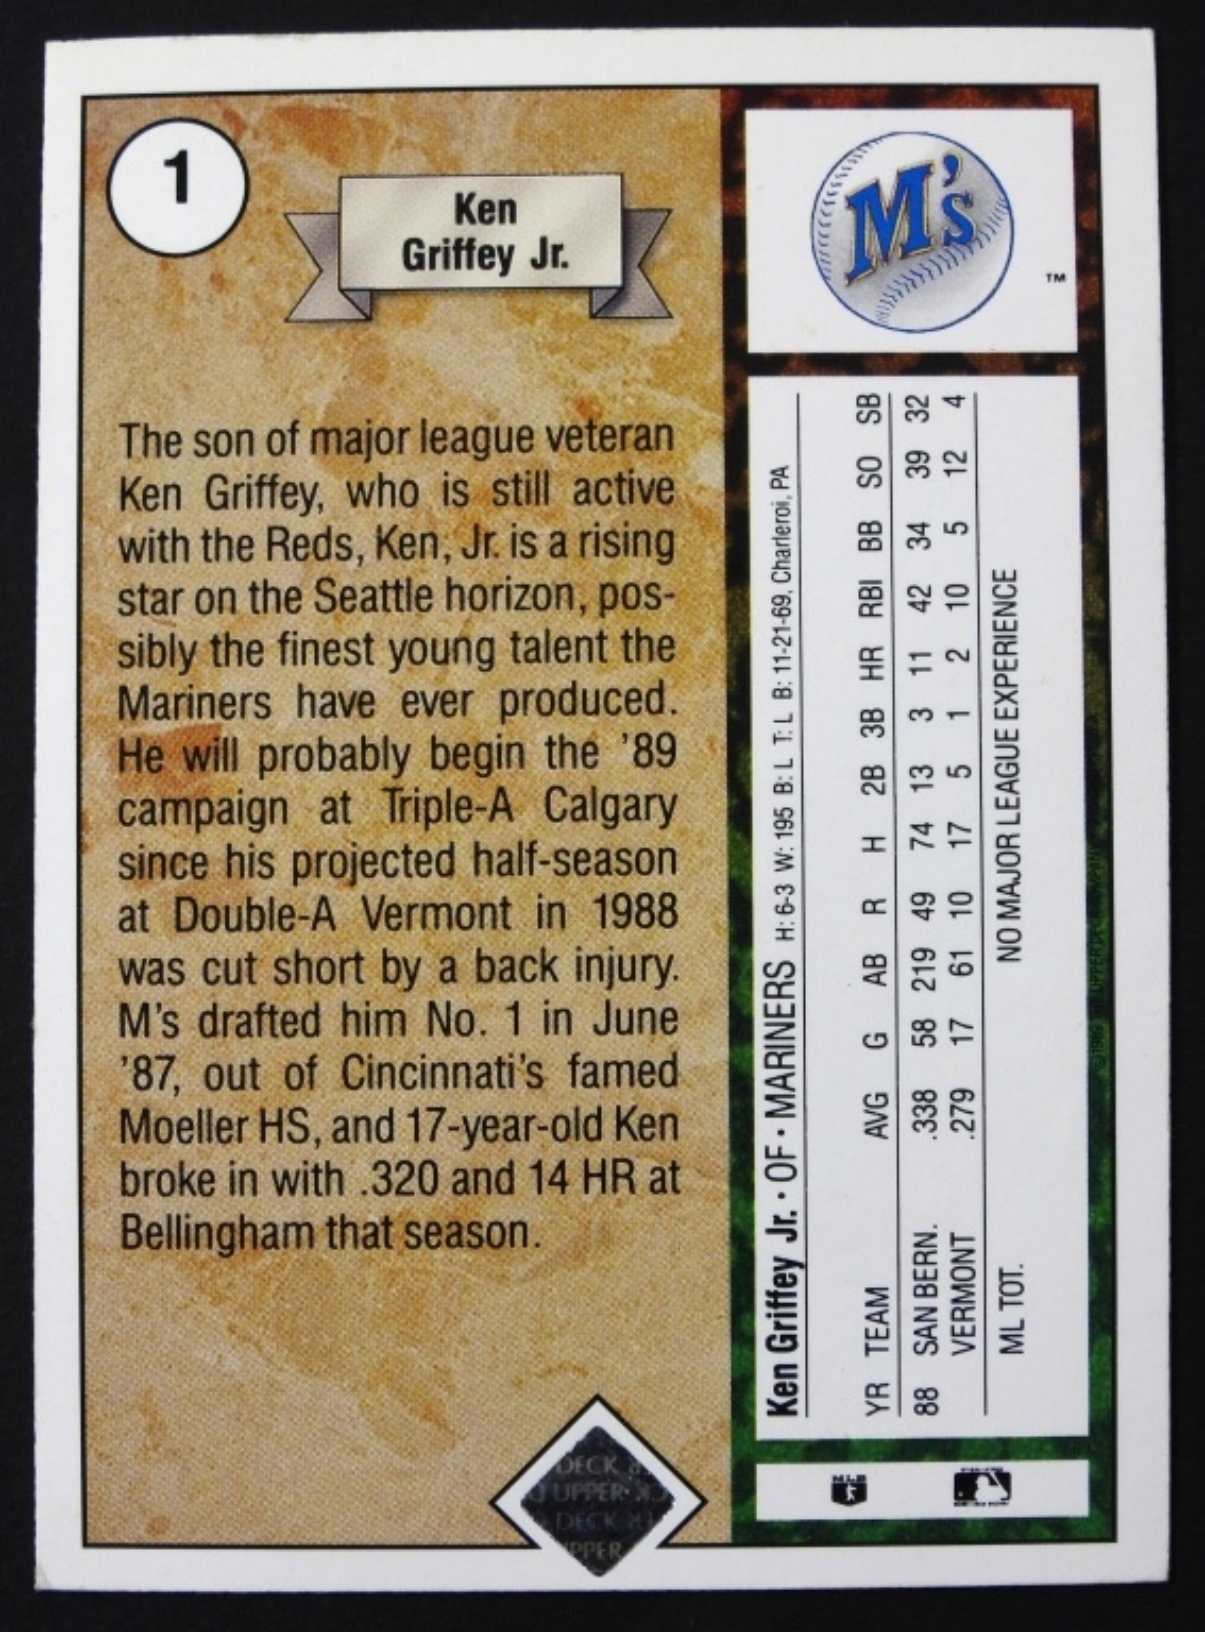 1
Ken
Griffey Jr.
The son of major league veteran
Ken Griffey, who is still active
with the Reds, Ken, Jr. is a rising
star on the Seattle horizon, pos-
sibly the finest young talent the
Mariners have ever produced.
He will probably begin the '89
campaign at Triple-A Calgary
since his projected half-season
at Double-A Vermont in 1988
was cut short by a back injury.
M's drafted him No. 1 in June
'87, out of Cincinnati's famed
Moeller HS, and 17-year-old Ken
broke in with .320 and 14 HR at
Bellingham that season.
M's
TM
Ken Griffey Jr. · OF · MARINERS H: 6-3 W: 195 B: L T: L B: 11-21-69, Charleroi, PA
YR TEAM AVG G AB R H 2B 3B HR RBI BB SO SB
88 SAN BERN. .338 58 219 49 74 13 3 11 42 34 39 32
VERMONT .279 17 61 10 17 5 1 2 10 5 12 4
ML TOT. NO MAJOR LEAGUE EXPERIENCE
DECK
UPPER
DECK
UPPER
MLB